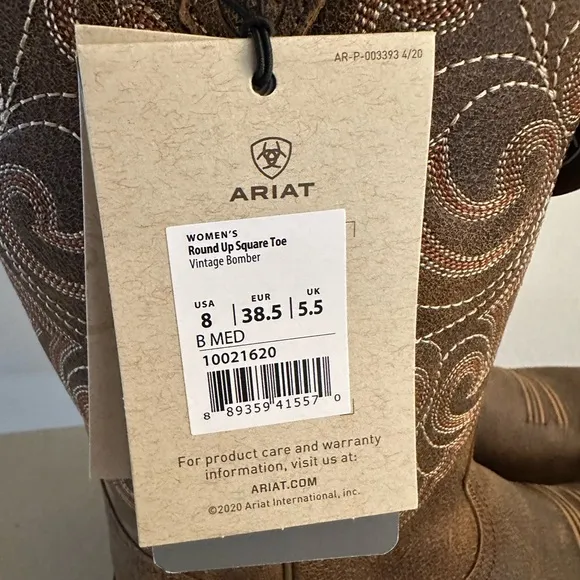 AR-P-003393 4/20
ARIAT
WOMEN'S
Round Up Square Toe
Vintage Bomber
USA EUR UK
8 38.5 5.5
B MED
10021620
8 89359 41557 0
For product care and warranty
information, visit us at:
ARIAT.COM
©2020 Ariat International, inc.